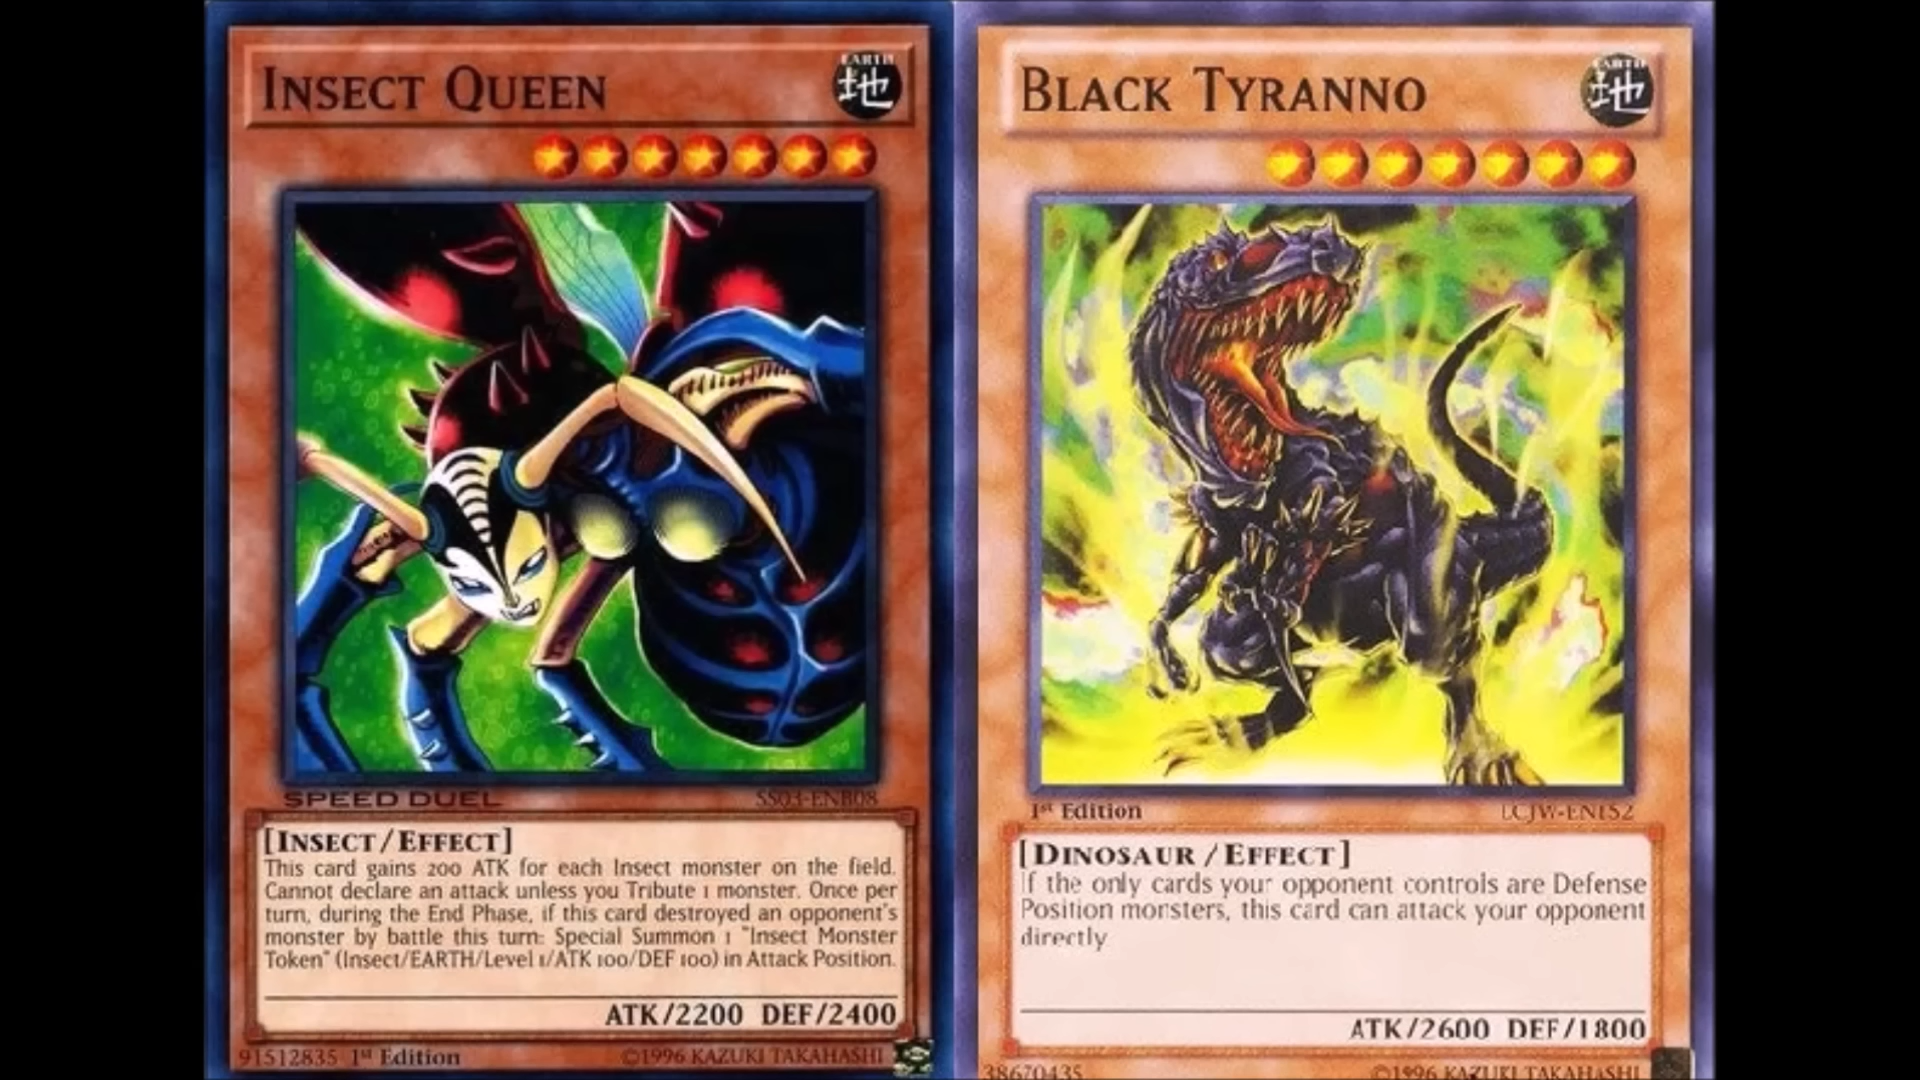 INSECT QUEEN
EARTH
地
SPEED DUEL
SS03-ENB08
[INSECT/EFFECT]
This card gains 200 ATK for each Insect monster on the field.
Cannot declare an attack unless you Tribute 1 monster. Once per
turn, during the End Phase, if this card destroyed an opponent's
monster by battle this turn: Special Summon 1 "Insect Monster
Token" (Insect/EARTH/Level 1/ATK 100/DEF 100) in Attack Position.
ATK/2200 DEF/2400
91512835 1st Edition
©1996 KAZUKI TAKAHASHI
BLACK TYRANNO
EARTH
地
1st Edition
LCJW-EN152
[DINOSAUR/EFFECT]
If the only cards your opponent controls are Defense
Position monsters, this card can attack your opponent
directly
ATK/2600 DEF/1800
38670435
©1996 KAZUKI TAKAHASHI